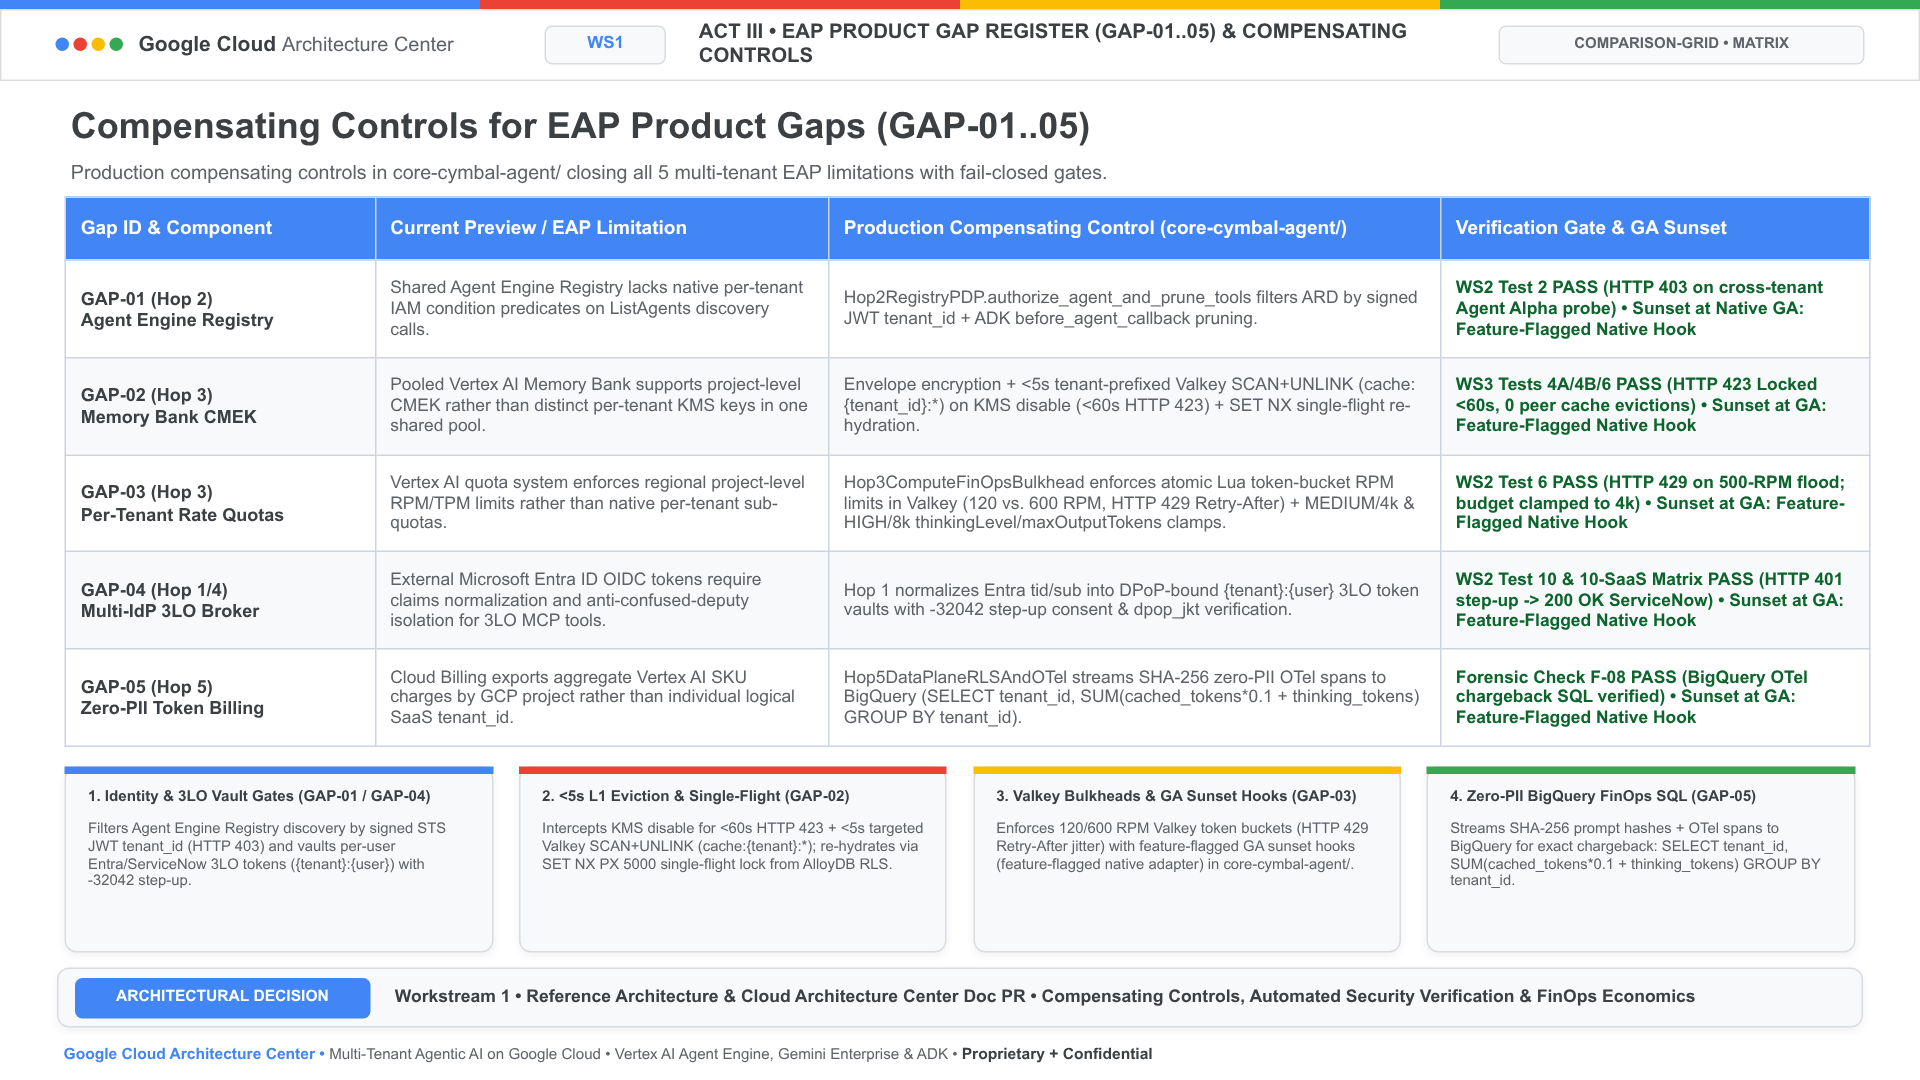 Google Cloud Architecture Center
WS1
ACT III • EAP PRODUCT GAP REGISTER (GAP-01..05) & COMPENSATING
CONTROLS
COMPARISON-GRID • MATRIX
Compensating Controls for EAP Product Gaps (GAP-01..05)
Production compensating controls in core-cymbal-agent/ closing all 5 multi-tenant EAP limitations with fail-closed gates.
Gap ID & Component
Current Preview / EAP Limitation
Production Compensating Control (core-cymbal-agent/)
Verification Gate & GA Sunset
GAP-01 (Hop 2)
Agent Engine Registry
Shared Agent Engine Registry lacks native per-tenant
IAM condition predicates on ListAgents discovery
calls.
Hop2RegistryPDP.authorize_agent_and_prune_tools filters ARD by signed
JWT tenant_id + ADK before_agent_callback pruning.
WS2 Test 2 PASS (HTTP 403 on cross-tenant
Agent Alpha probe) • Sunset at Native GA:
Feature-Flagged Native Hook
GAP-02 (Hop 3)
Memory Bank CMEK
Pooled Vertex AI Memory Bank supports project-level
CMEK rather than distinct per-tenant KMS keys in one
shared pool.
Envelope encryption + <5s tenant-prefixed Valkey SCAN+UNLINK (cache:
{tenant_id}:*) on KMS disable (<60s HTTP 423) + SET NX single-flight re-
hydration.
WS3 Tests 4A/4B/6 PASS (HTTP 423 Locked
<60s, 0 peer cache evictions) • Sunset at GA:
Feature-Flagged Native Hook
GAP-03 (Hop 3)
Per-Tenant Rate Quotas
Vertex AI quota system enforces regional project-level
RPM/TPM limits rather than native per-tenant sub-
quotas.
Hop3ComputeFinOpsBulkhead enforces atomic Lua token-bucket RPM
limits in Valkey (120 vs. 600 RPM, HTTP 429 Retry-After) + MEDIUM/4k &
HIGH/8k thinkingLevel/maxOutputTokens clamps.
WS2 Test 6 PASS (HTTP 429 on 500-RPM flood;
budget clamped to 4k) • Sunset at GA: Feature-
Flagged Native Hook
GAP-04 (Hop 1/4)
Multi-IdP 3LO Broker
External Microsoft Entra ID OIDC tokens require
claims normalization and anti-confused-deputy
isolation for 3LO MCP tools.
Hop 1 normalizes Entra tid/sub into DPoP-bound {tenant}:{user} 3LO token
vaults with -32042 step-up consent & dpop_jkt verification.
WS2 Test 10 & 10-SaaS Matrix PASS (HTTP 401
step-up -> 200 OK ServiceNow) • Sunset at GA:
Feature-Flagged Native Hook
GAP-05 (Hop 5)
Zero-PII Token Billing
Cloud Billing exports aggregate Vertex AI SKU
charges by GCP project rather than individual logical
SaaS tenant_id.
Hop5DataPlaneRLSAndOTel streams SHA-256 zero-PII OTel spans to
BigQuery (SELECT tenant_id, SUM(cached_tokens*0.1 + thinking_tokens)
GROUP BY tenant_id).
Forensic Check F-08 PASS (BigQuery OTel
chargeback SQL verified) • Sunset at GA:
Feature-Flagged Native Hook
1. Identity & 3LO Vault Gates (GAP-01 / GAP-04)
Filters Agent Engine Registry discovery by signed STS
JWT tenant_id (HTTP 403) and vaults per-user
Entra/ServiceNow 3LO tokens ({tenant}:{user}) with
-32042 step-up.
2. <5s L1 Eviction & Single-Flight (GAP-02)
Intercepts KMS disable for <60s HTTP 423 + <5s targeted
Valkey SCAN+UNLINK (cache:{tenant}:*); re-hydrates via
SET NX PX 5000 single-flight lock from AlloyDB RLS.
3. Valkey Bulkheads & GA Sunset Hooks (GAP-03)
Enforces 120/600 RPM Valkey token buckets (HTTP 429
Retry-After jitter) with feature-flagged GA sunset hooks
(feature-flagged native adapter) in core-cymbal-agent/.
4. Zero-PII BigQuery FinOps SQL (GAP-05)
Streams SHA-256 prompt hashes + OTel spans to
BigQuery for exact chargeback: SELECT tenant_id,
SUM(cached_tokens*0.1 + thinking_tokens) GROUP BY
tenant_id.
ARCHITECTURAL DECISION
Workstream 1 • Reference Architecture & Cloud Architecture Center Doc PR • Compensating Controls, Automated Security Verification & FinOps Economics
Google Cloud Architecture Center • Multi-Tenant Agentic AI on Google Cloud • Vertex AI Agent Engine, Gemini Enterprise & ADK • Proprietary + Confidential